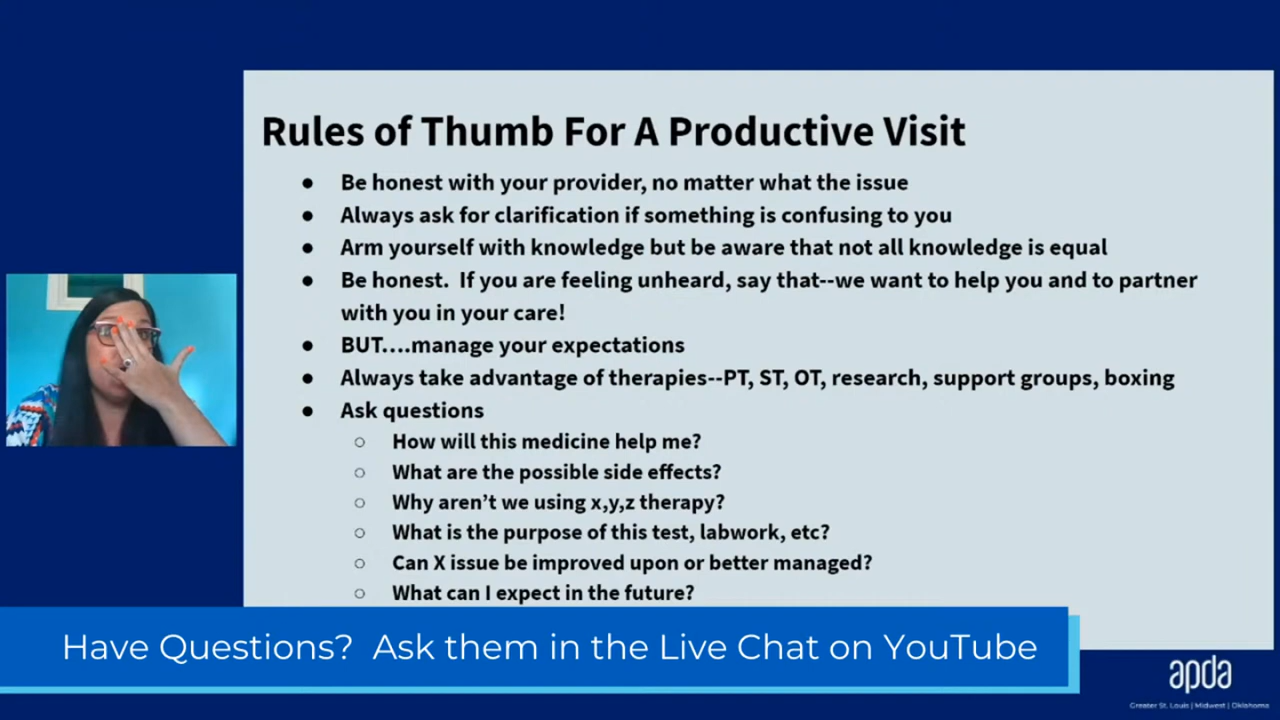 Rules of Thumb For A Productive Visit
● Be honest with your provider, no matter what the issue
● Always ask for clarification if something is confusing to you
● Arm yourself with knowledge but be aware that not all knowledge is equal
● Be honest.  If you are feeling unheard, say that--we want to help you and to partner
with you in your care!
● BUT....manage your expectations
● Always take advantage of therapies--PT, ST, OT, research, support groups, boxing
● Ask questions
○ How will this medicine help me?
○ What are the possible side effects?
○ Why aren't we using x,y,z therapy?
○ What is the purpose of this test, labwork, etc?
○ Can X issue be improved upon or better managed?
○ What can I expect in the future?
Have Questions?  Ask them in the Live Chat on YouTube
apda
Greater St. Louis | Midwest | Oklahoma